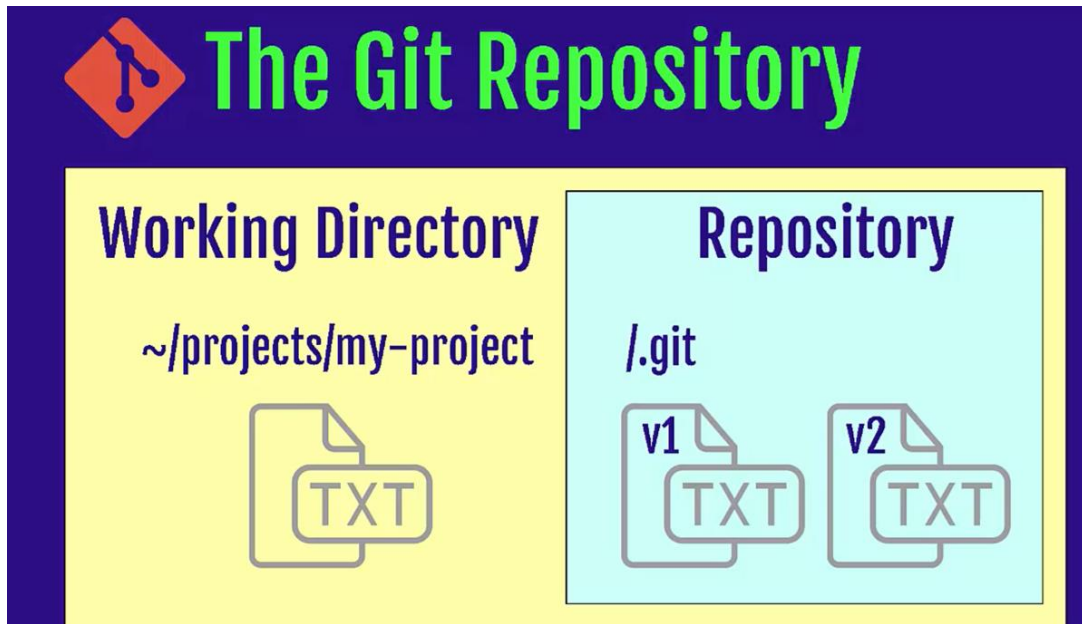 The Git Repository
Working Directory
Repository
~/projects/my-project
/.git
TXT
v1
TXT
v2
TXT